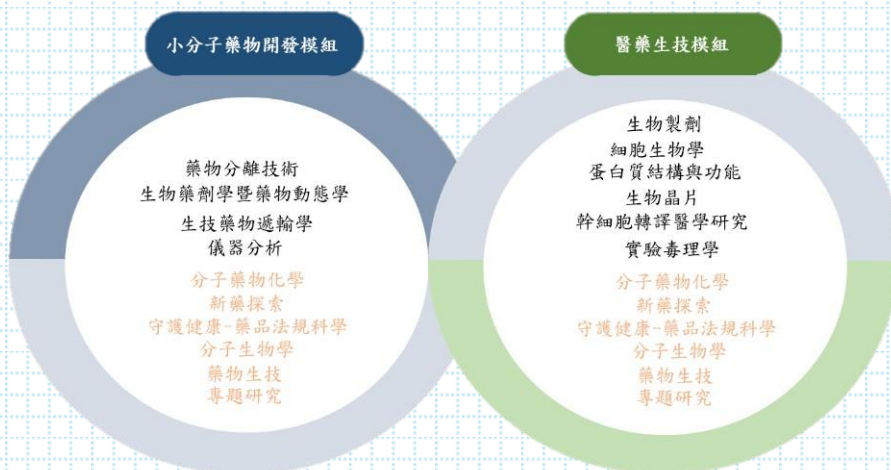 小分子藥物開發模組
藥物分離技術
生物藥劑學暨藥物動態學
生技藥物遞輸學
儀器分析
分子藥物化學
新藥探索
守護健康-藥品法規科學
分子生物學
藥物生技
專題研究
醫藥生技模組
生物製劑
細胞生物學
蛋白質結構與功能
生物晶片
幹細胞轉譯醫學研究
實驗毒理學
分子藥物化學
新藥探索
守護健康-藥品法規科學
分子生物學
藥物生技
專題研究